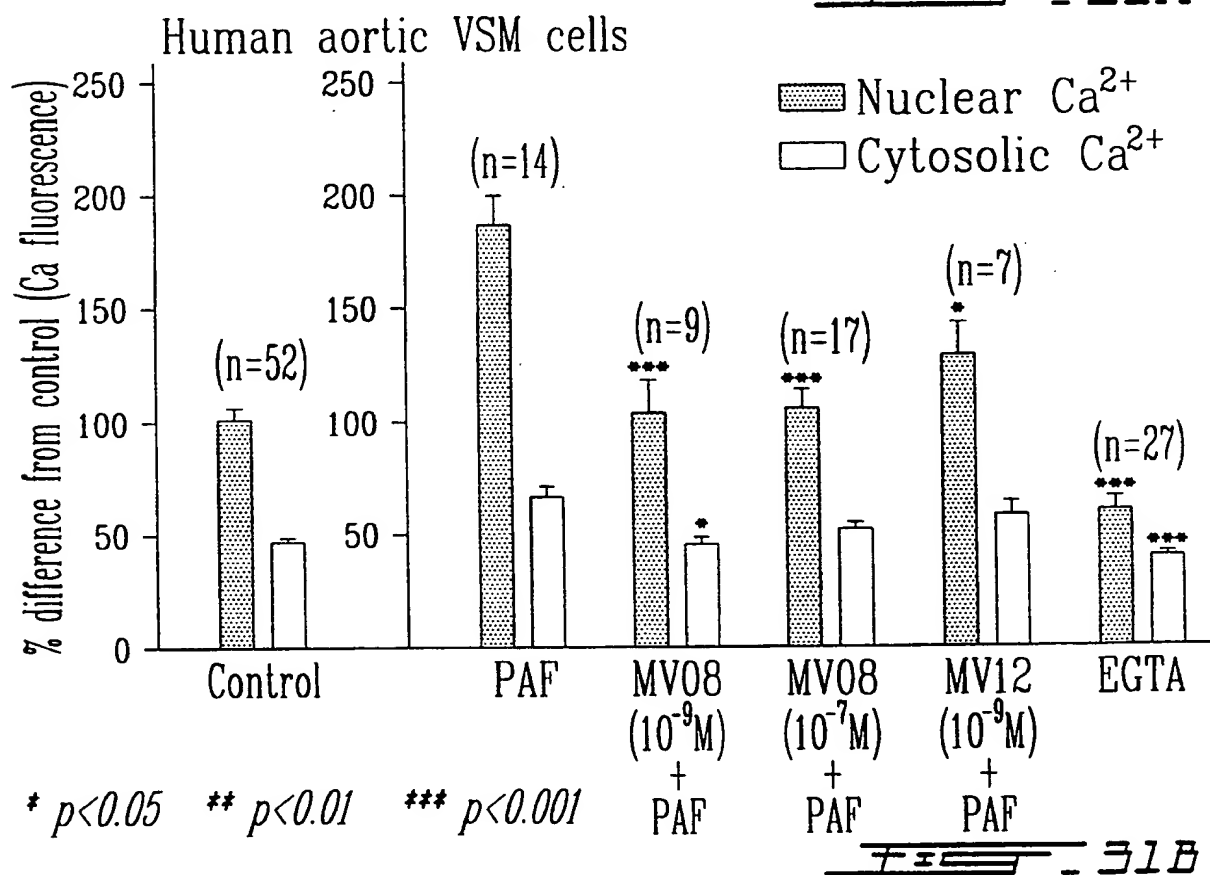 Human aortic VSM cells
Nuclear Ca²⁺
Cytosolic Ca²⁺
% difference from control (Ca fluorescence)
250
200
150
100
50
0
250
200
150
100
50
(n=52)
(n=14)
(n=9)
***
*
(n=17)
***
(n=7)
*
(n=27)
***
***
Control
PAF
MV08
(10⁻⁹M)
+
PAF
MV08
(10⁻⁷M)
+
PAF
MV12
(10⁻⁹M)
+
PAF
EGTA
* p<0.05 ** p<0.01 *** p<0.001
FIG - 31B